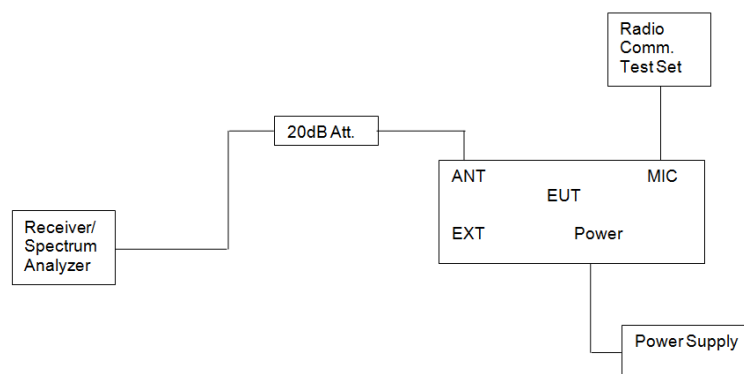 Radio
Comm.
Test Set
20dB Att.
ANT
MIC
EUT
EXT
Power
Receiver/
Spectrum
Analyzer
Power Supply